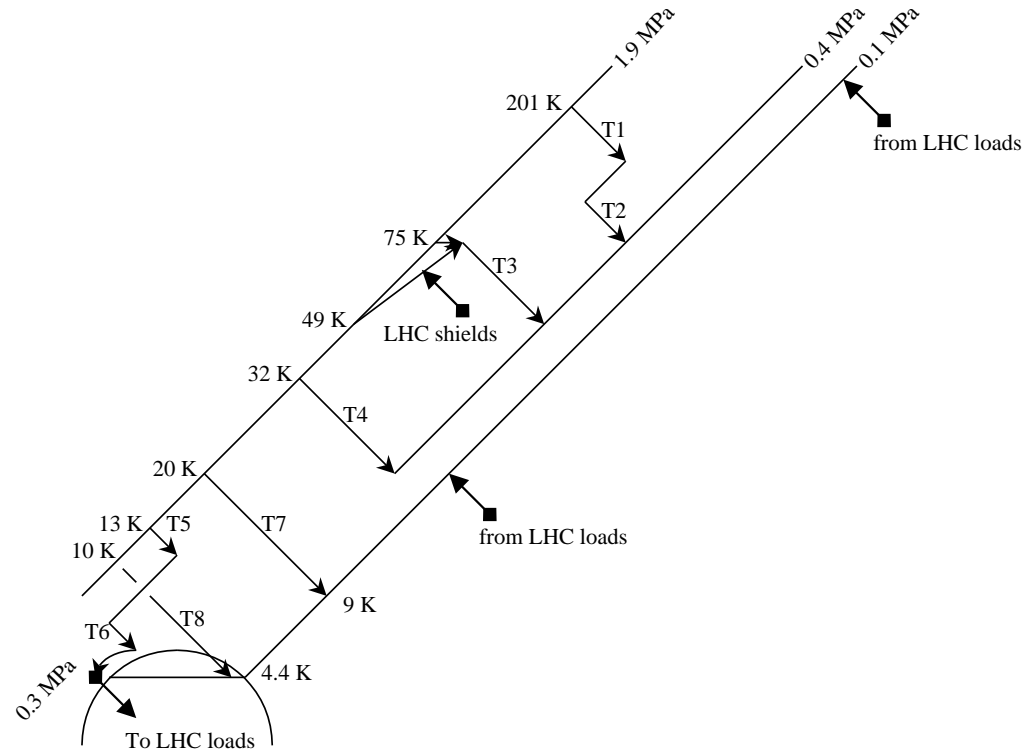 1.9 MPa
0.4 MPa
0.1 MPa
201 K
T1
from LHC loads
T2
75 K
T3
49 K
LHC shields
32 K
T4
20 K
13 K
T5
T7
from LHC loads
10 K
9 K
T8
T6
4.4 K
0.3 MPa
To LHC loads